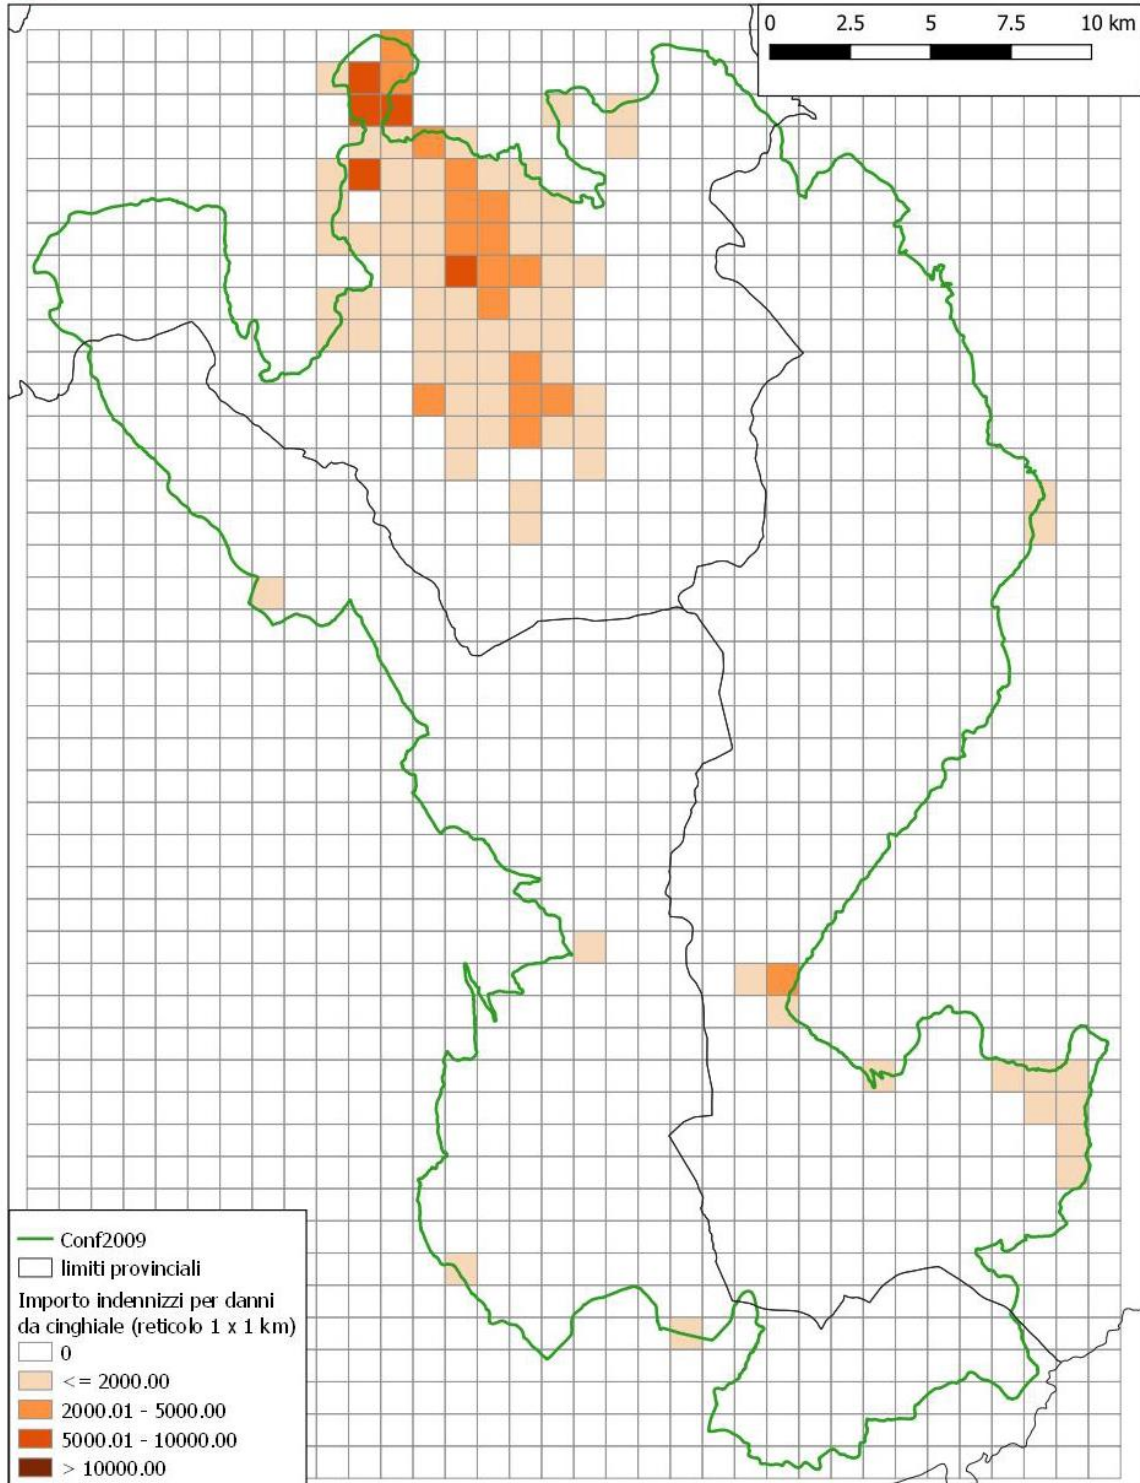 0 2.5 5 7.5 10 km
Conf2009
limiti provinciali
Importo indennizzi per danni
da cinghiale (reticolo 1 x 1 km)
0
<= 2000.00
2000.01 - 5000.00
5000.01 - 10000.00
> 10000.00